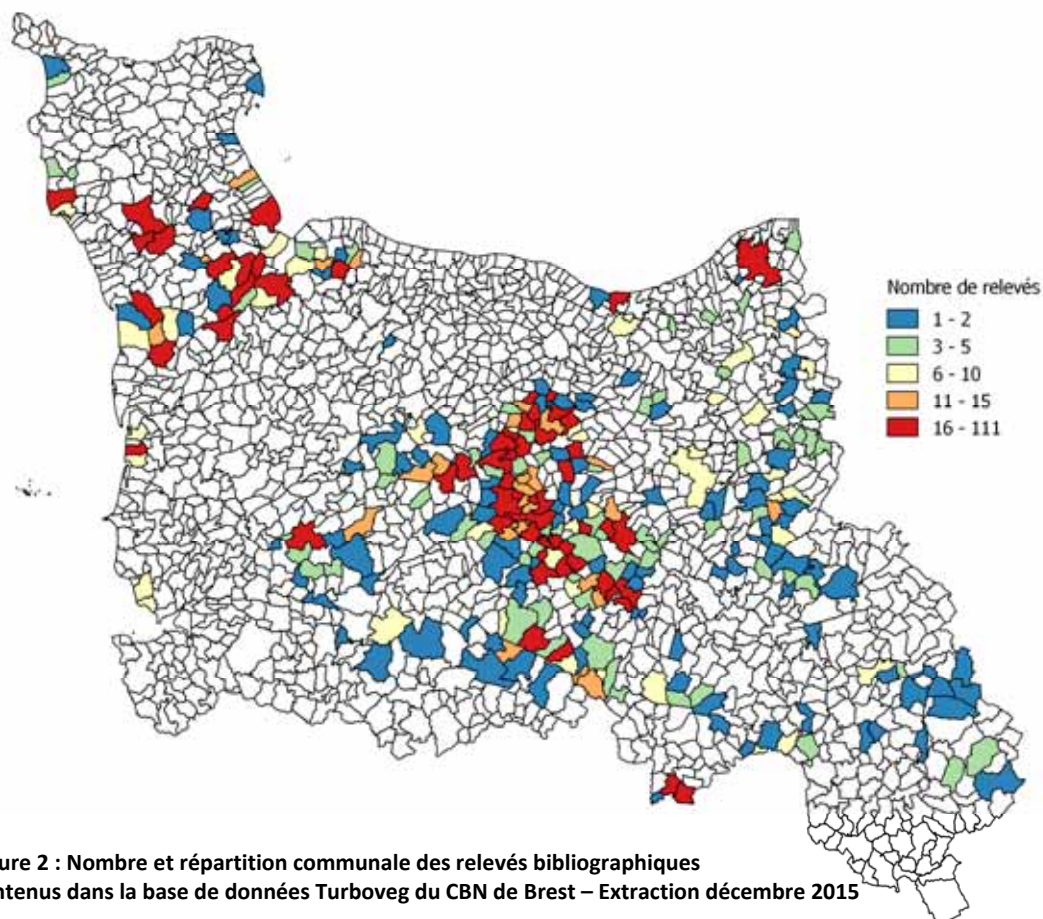 Nombre de relevés
1 - 2
3 - 5
6 - 10
11 - 15
16 - 111
ure 2 : Nombre et répartition communale des relevés bibliographiques
ntenus dans la base de données Turboveg du CBN de Brest – Extraction décembre 2015